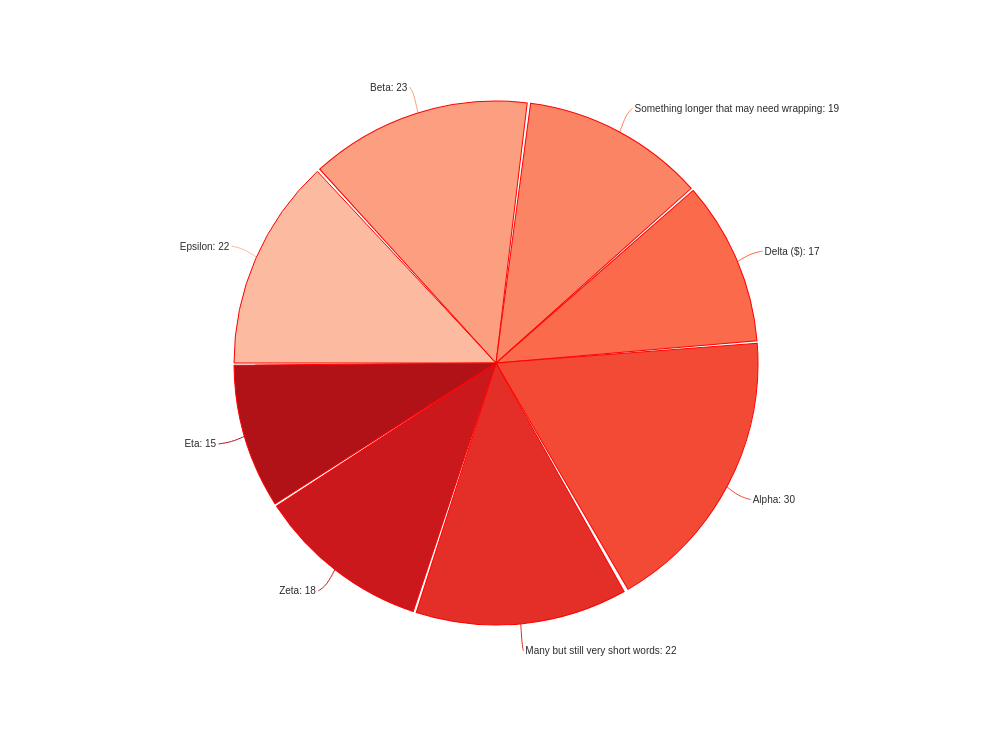 Beta: 23
Something longer that may need wrapping: 19
Epsilon: 22
Delta ($): 17
Eta: 15
Alpha: 30
Zeta: 18
Many but still very short words: 22